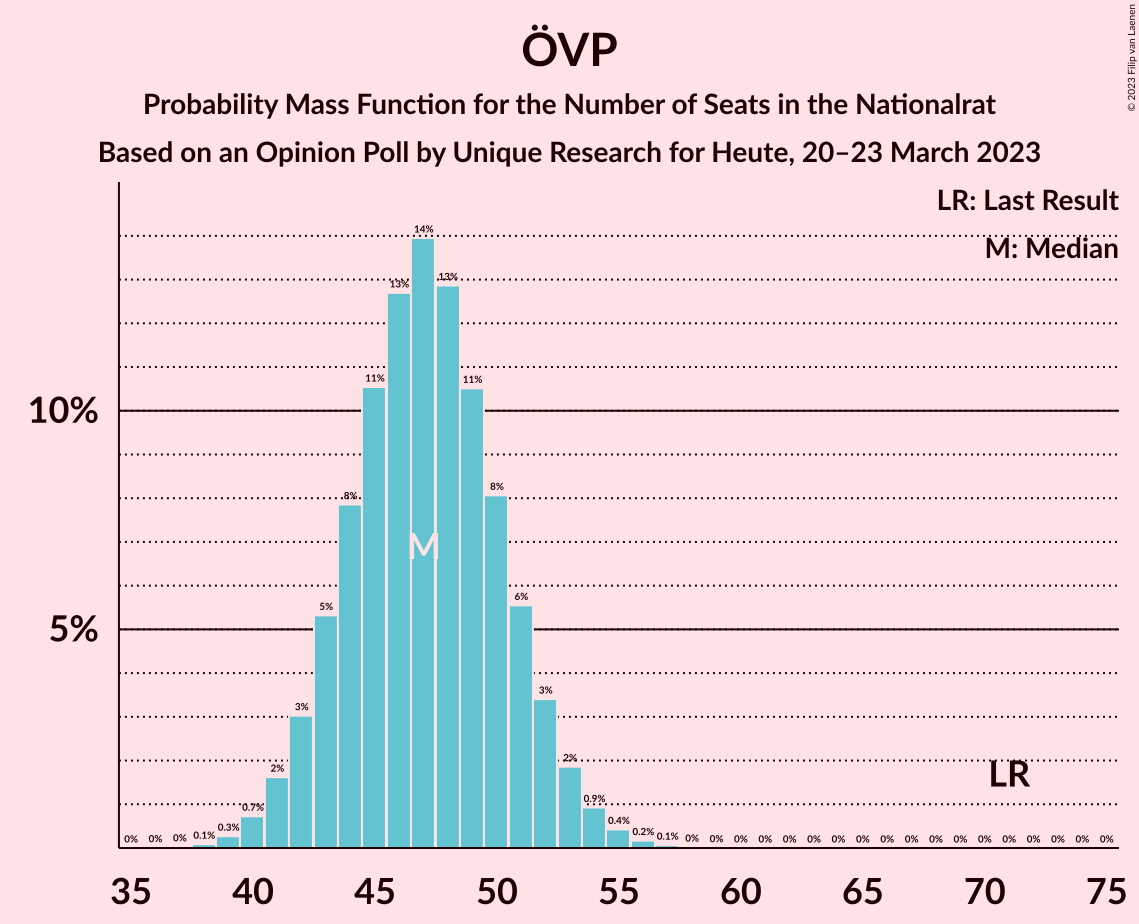 ÖVP
Probability Mass Function for the Number of Seats in the Nationalrat
Based on an Opinion Poll by Unique Research for Heute, 20–23 March 2023
© 2023 Filip van Laenen
LR: Last Result
M: Median
10%
5%
0% 0% 0% 0.1% 0.3% 0.7% 2% 3% 5% 8% 11% 13% 14% 13% 11% 8% 6% 3% 2% 0.9% 0.4% 0.2% 0.1% 0% 0% 0% 0% 0% 0% 0% 0% 0% 0% 0% 0% 0% 0% 0% 0% 0% 0%
M
LR
35 40 45 50 55 60 65 70 75